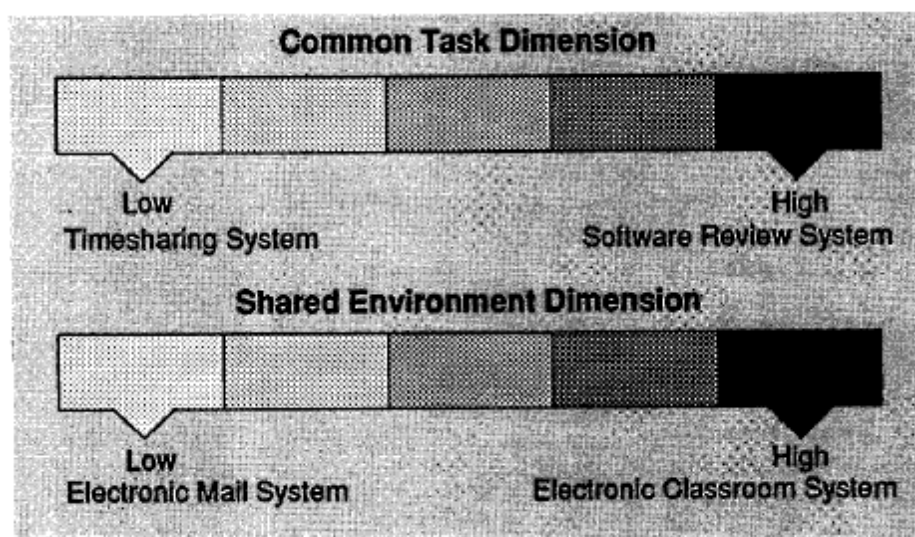 Common Task Dimension
Low High
Timesharing System Software Review System
Shared Environment Dimension
Low High
Electronic Mail System Electronic Classroom System